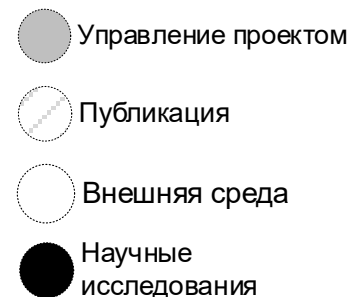 Управление проектом
Публикация
Внешняя среда
Научные
исследования